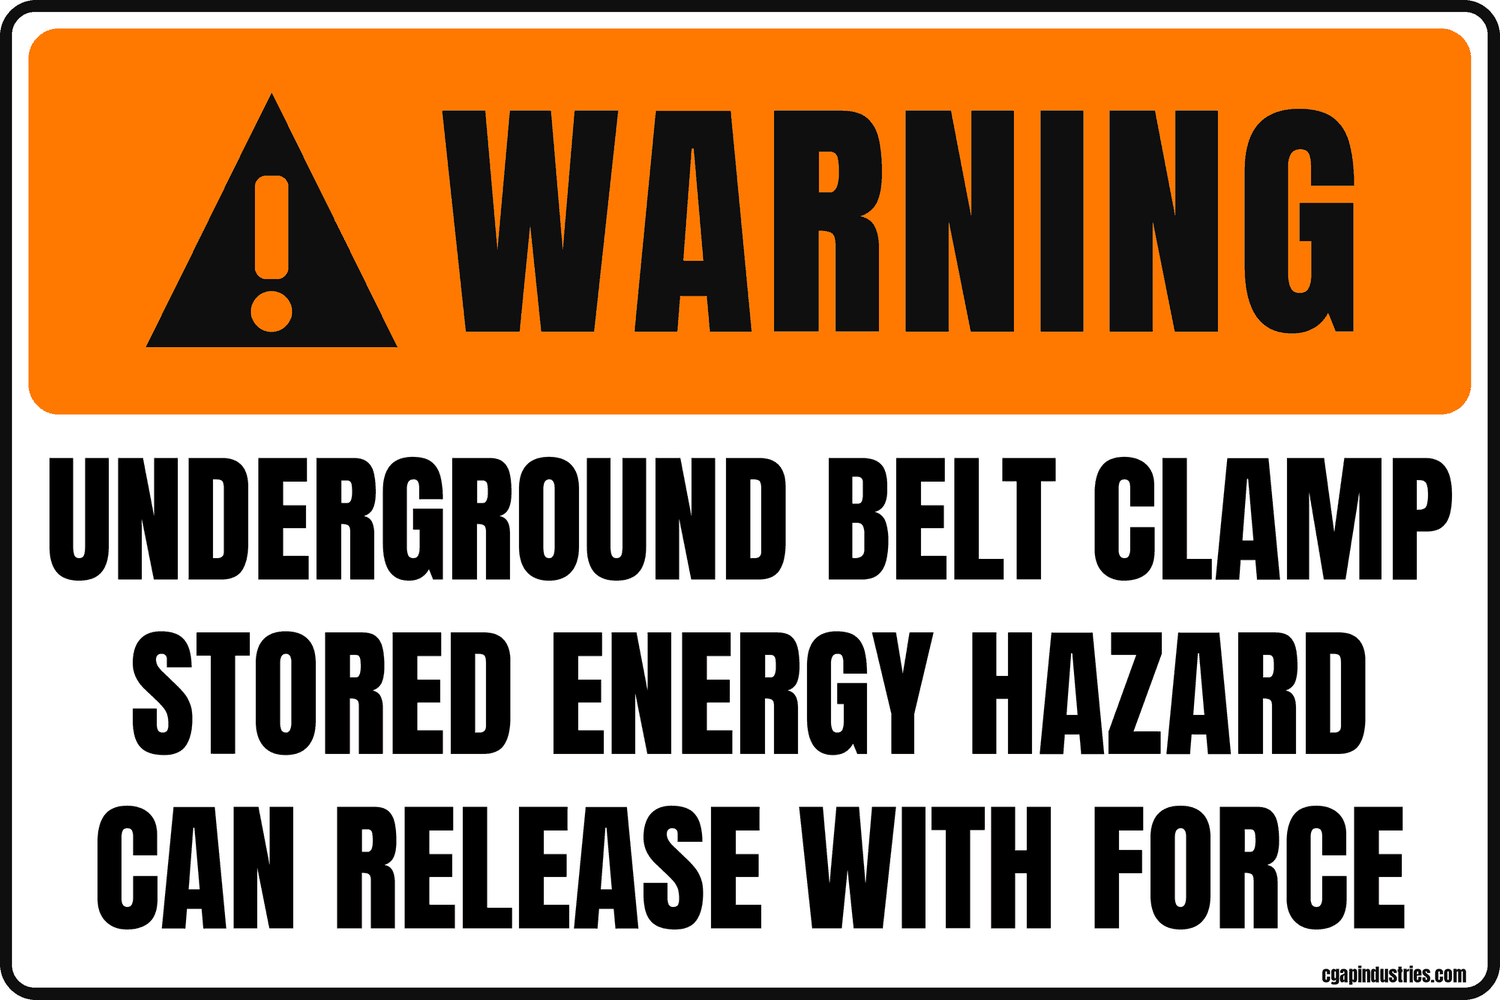 WARNING
UNDERGROUND BELT CLAMP
STORED ENERGY HAZARD
CAN RELEASE WITH FORCE
cgapindustries.com